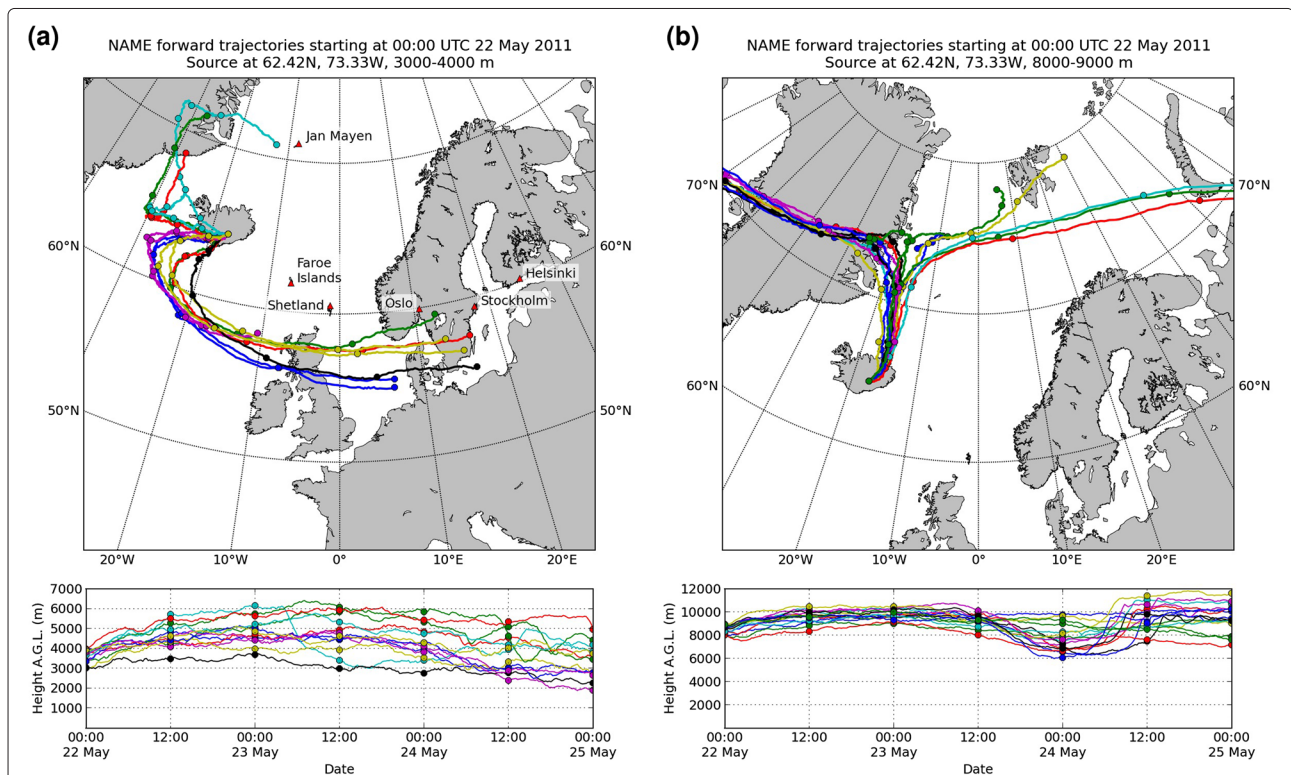 (a)
NAME forward trajectories starting at 00:00 UTC 22 May 2011
Source at 62.42N, 73.33W, 3000-4000 m
Jan Mayen
60°N
Faroe
Islands
Helsinki
Shetland
Oslo
Stockholm
50°N
70°N
60°N
20°W
10°W
0°
10°E
20°E
7000
6000
5000
4000
3000
2000
1000
Height A.G.L. (m)
00:00
22 May
12:00
00:00
23 May
12:00
00:00
24 May
12:00
00:00
25 May
Date
(b)
NAME forward trajectories starting at 00:00 UTC 22 May 2011
Source at 62.42N, 73.33W, 8000-9000 m
70°N
70°N
60°N
60°N
20°W
10°W
0°
10°E
20°E
12000
10000
8000
6000
4000
2000
Height A.G.L. (m)
00:00
22 May
12:00
00:00
23 May
12:00
00:00
24 May
12:00
00:00
25 May
Date